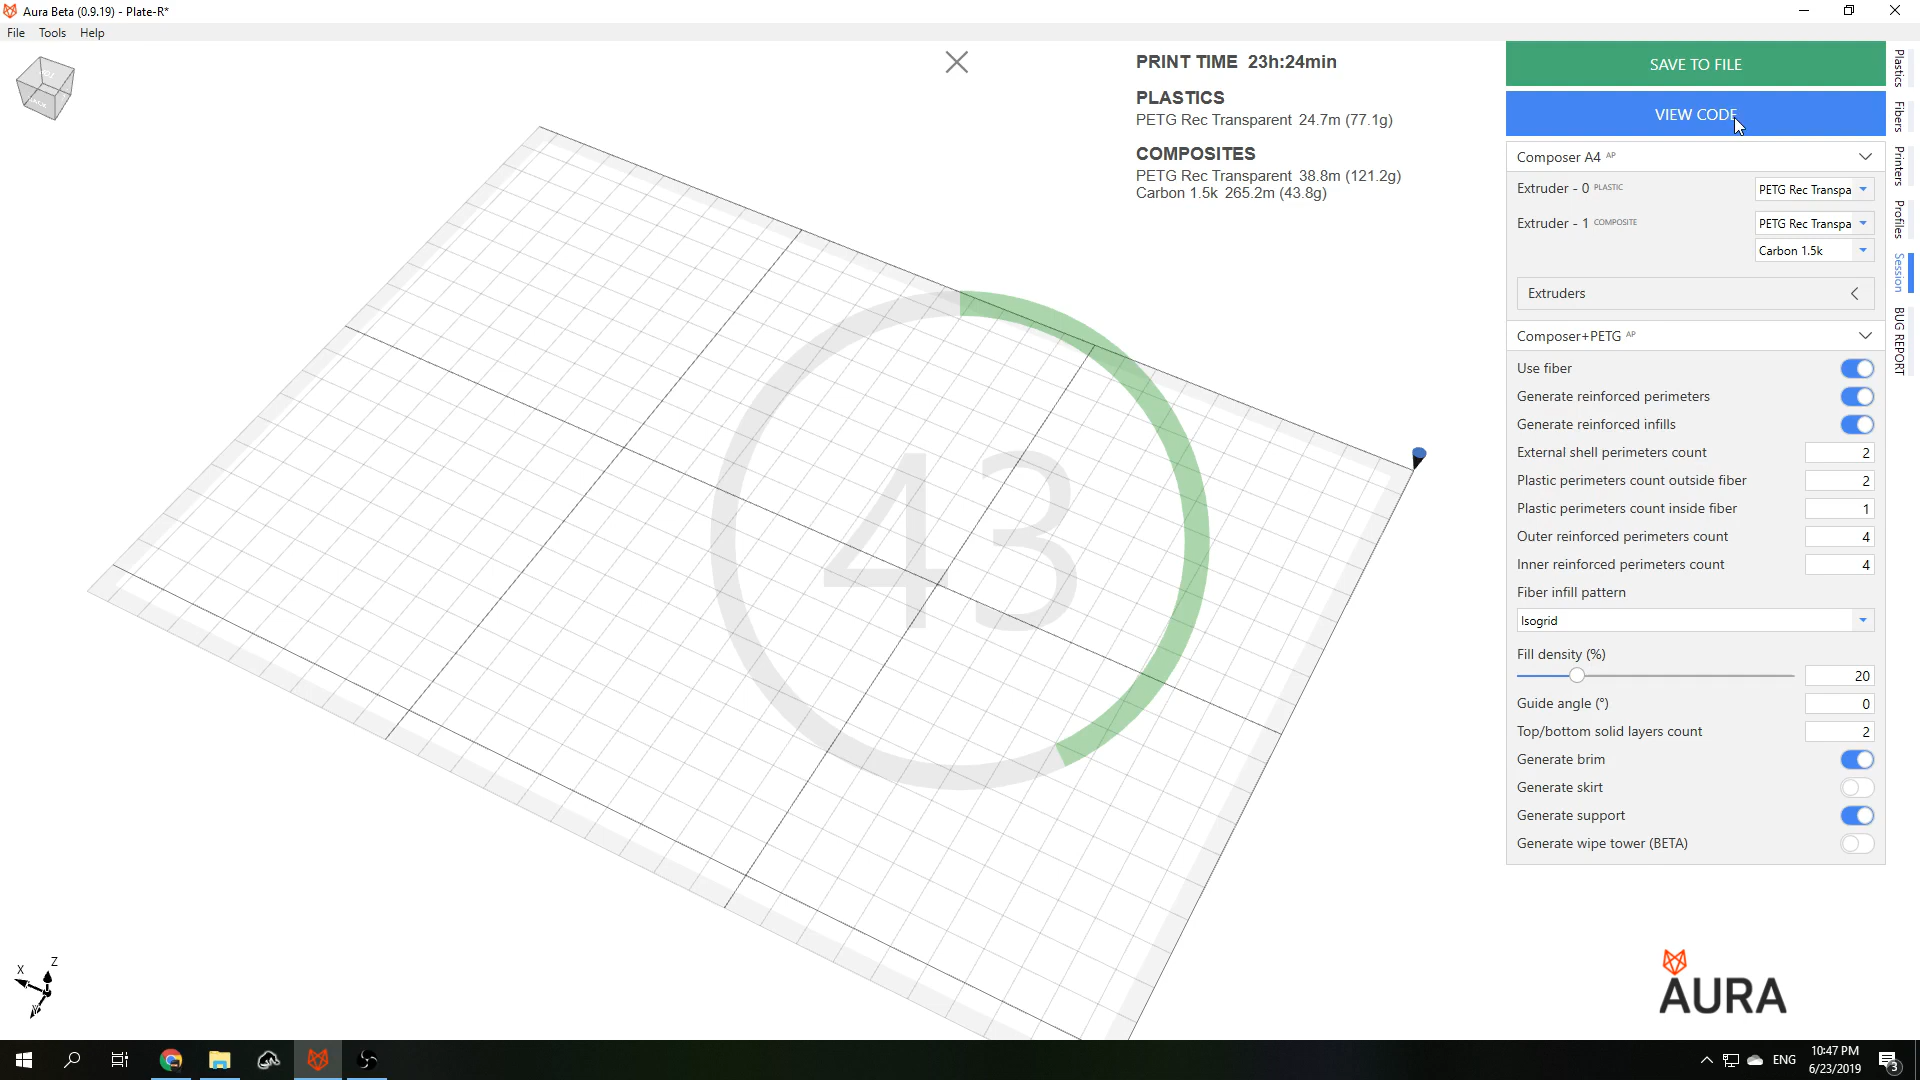 Aura Beta (0.9.19) - Plate-R*
File Tools Help
PRINT TIME 23h:24min
PLASTICS
PETG Rec Transparent 24.7m (77.1g)
COMPOSITES
PETG Rec Transparent 38.8m (121.2g)
Carbon 1.5k 265.2m (43.8g)
43
SAVE TO FILE
VIEW CODE
Composer A4 AP
Extruder - 0 PLASTIC PETG Rec Transpa
Extruder - 1 COMPOSITE PETG Rec Transpa
Carbon 1.5k
Extruders
Composer+PETG AP
Use fiber
Generate reinforced perimeters
Generate reinforced infills
External shell perimeters count 2
Plastic perimeters count outside fiber 2
Plastic perimeters count inside fiber 1
Outer reinforced perimeters count 4
Inner reinforced perimeters count 4
Fiber infill pattern
Isogrid
Fill density (%)
20
Guide angle (°) 0
Top/bottom solid layers count 2
Generate brim
Generate skirt
Generate support
Generate wipe tower (BETA)
Plastics
Fibers
Printers
Profiles
Session
BUG REPORT
AURA
X
Z
Y
ENG
10:47 PM
6/23/2019
3